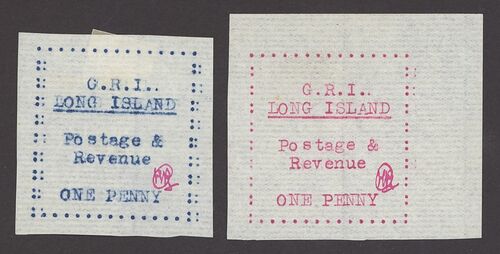 G.R.I..
LONG ISLAND
Postage &
Revenue
ONE PENNY
G.R.I..
LONG ISLAND
Postage &
Revenue
ONE PENNY